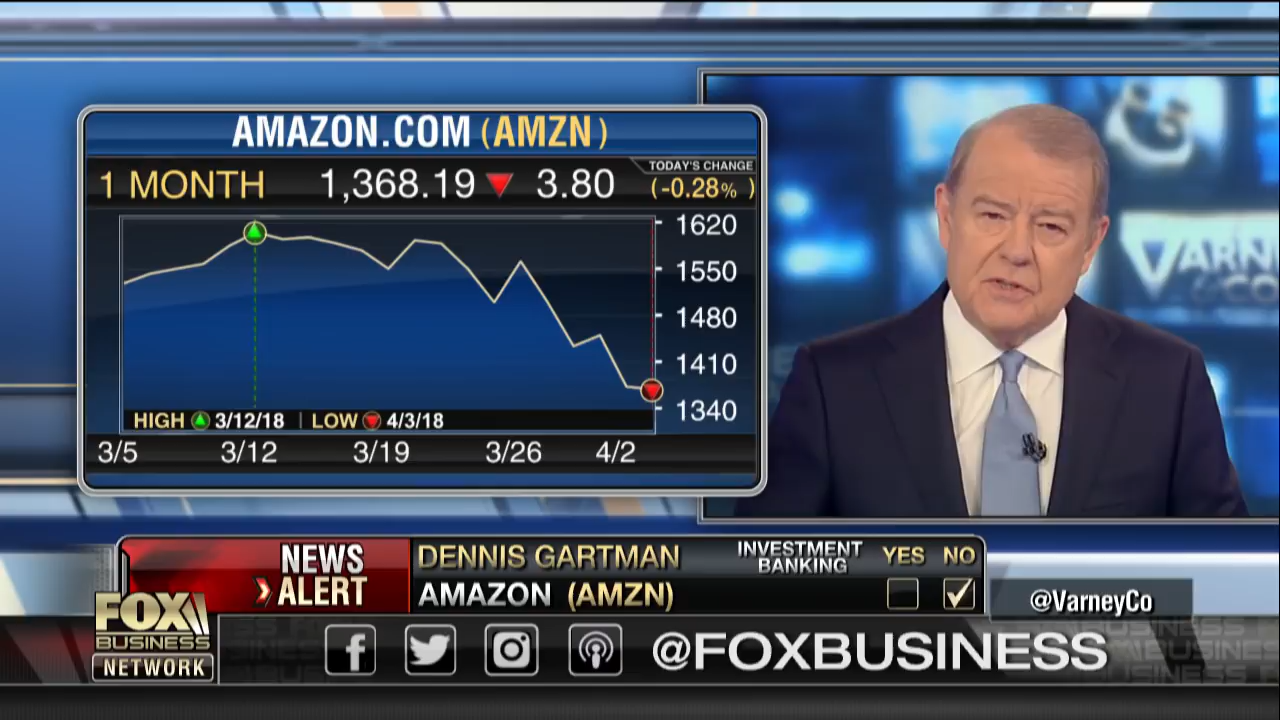 AMAZON.COM (AMZN )
1 MONTH 1,368.19 3.80
TODAY'S CHANGE
(-0.28% )
1620
1550
1480
1410
1340
HIGH 3/12/18 | LOW 4/3/18
3/5 3/12 3/19 3/26 4/2
&
VARN
& CO
NEWS
ALERT
DENNIS GARTMAN
AMAZON (AMZN)
INVESTMENT
BANKING
YES NO
@VarneyCo
FOX
BUSINESS
NETWORK
@FOXBUSINESS